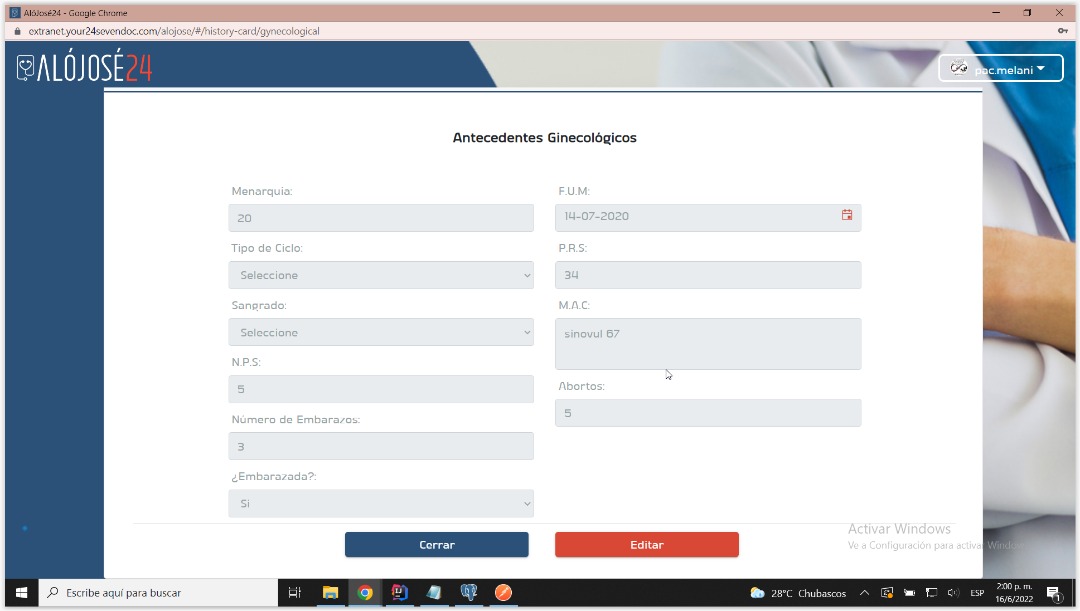 AlóJosé24 - Google Chrome
extranet.your24sevendoc.com/alojose/#/history-card/gynecological
ALÓJOSÉ24
pac.melani
Antecedentes Ginecológicos
Menarquia:
20
F.U.M:
14-07-2020
Tipo de Ciclo:
Seleccione
P.R.S:
34
Sangrado:
Seleccione
M.A.C:
sinovul 67
N.P.S:
5
Abortos:
5
Número de Embarazos:
3
¿Embarazada?:
Si
Cerrar
Editar
Activar Windows
Ve a Configuración para activar Windows.
Escribe aquí para buscar
28°C Chubascos
ESP
2:00 p. m.
16/6/2022
1